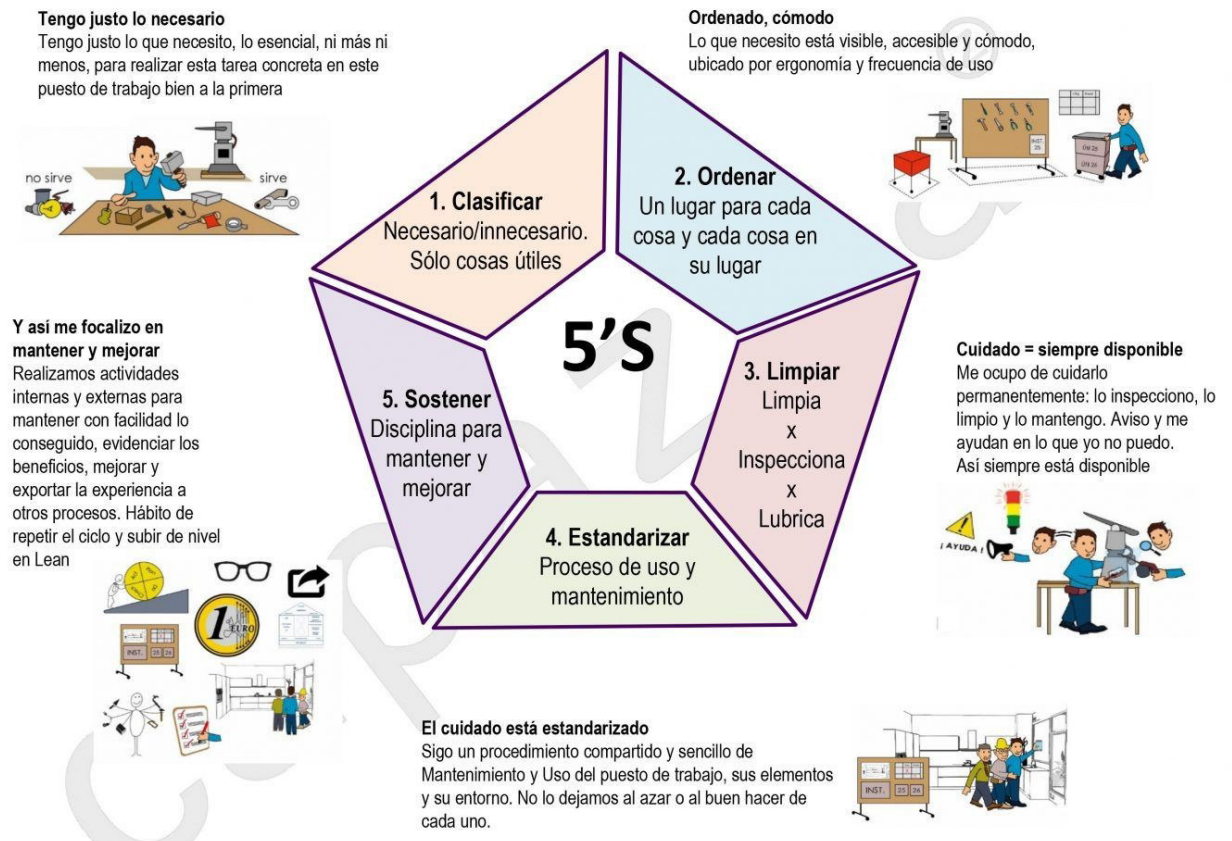 Tengo justo lo necesario
Tengo justo lo que necesito, lo esencial, ni más ni
menos, para realizar esta tarea concreta en este
puesto de trabajo bien a la primera
no sirve
sirve
Ordenado, cómodo
Lo que necesito está visible, accesible y cómodo,
ubicado por ergonomía y frecuencia de uso
INST.
25
ÚTIL 25
ÚTIL 26
1. Clasificar
Necesario/innecesario.
Sólo cosas útiles
2. Ordenar
Un lugar para cada
cosa y cada cosa en
su lugar
5'S
3. Limpiar
Limpia
x
Inspecciona
x
Lubrica
4. Estandarizar
Proceso de uso y
mantenimiento
5. Sostener
Disciplina para
mantener y
mejorar
Cuidado = siempre disponible
Me ocupo de cuidarlo
permanentemente: lo inspecciono, lo
limpio y lo mantengo. Aviso y me
ayudan en lo que yo no puedo.
Así siempre está disponible
¡ AYUDA !
Y así me focalizo en
mantener y mejorar
Realizamos actividades
internas y externas para
mantener con facilidad lo
conseguido, evidenciar los
beneficios, mejorar y
exportar la experiencia a
otros procesos. Hábito de
repetir el ciclo y subir de nivel
en Lean
1 EURO
INST. 25 26
El cuidado está estandarizado
Sigo un procedimiento compartido y sencillo de
Mantenimiento y Uso del puesto de trabajo, sus elementos
y su entorno. No lo dejamos al azar o al buen hacer de
cada uno.
INST. 25 26